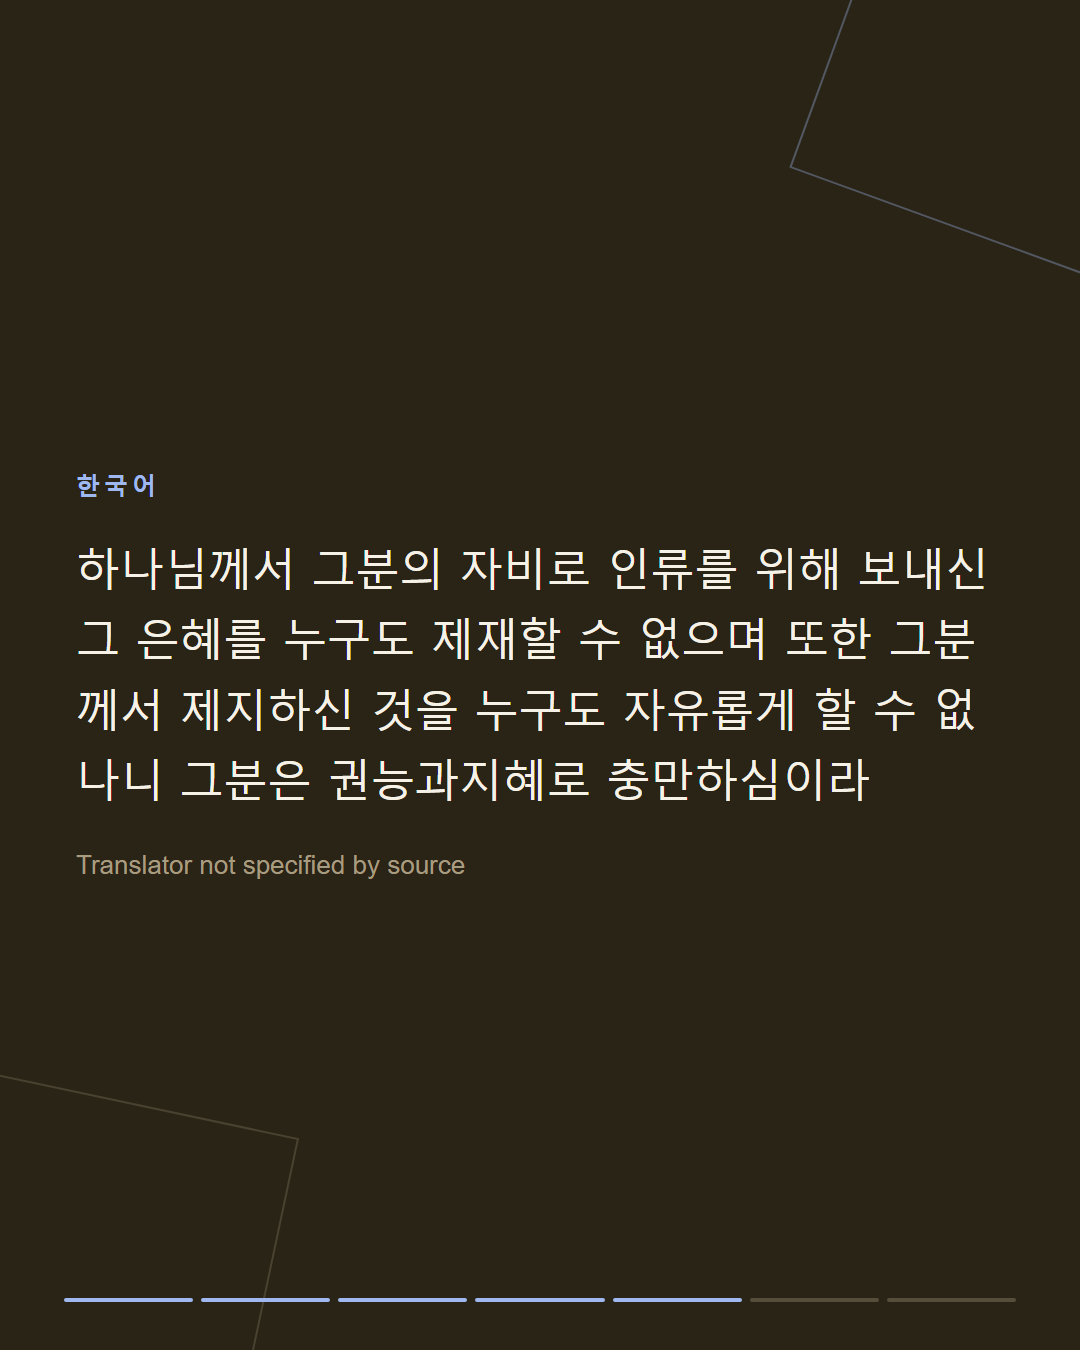 한국어
하나님께서 그분의 자비로 인류를 위해 보내신
그 은혜를 누구도 제재할 수 없으며 또한 그분
께서 제지하신 것을 누구도 자유롭게 할 수 없
나니 그분은 권능과지혜로 충만하심이라
Translator not specified by source